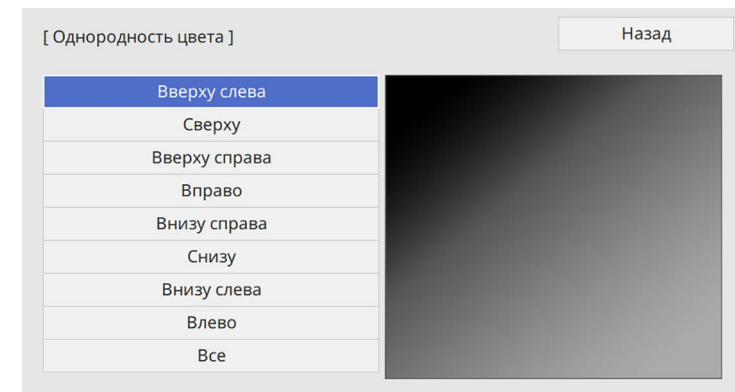 [ Однородность цвета ]
Назад
Вверху слева
Сверху
Вверху справа
Вправо
Внизу справа
Снизу
Внизу слева
Влево
Все